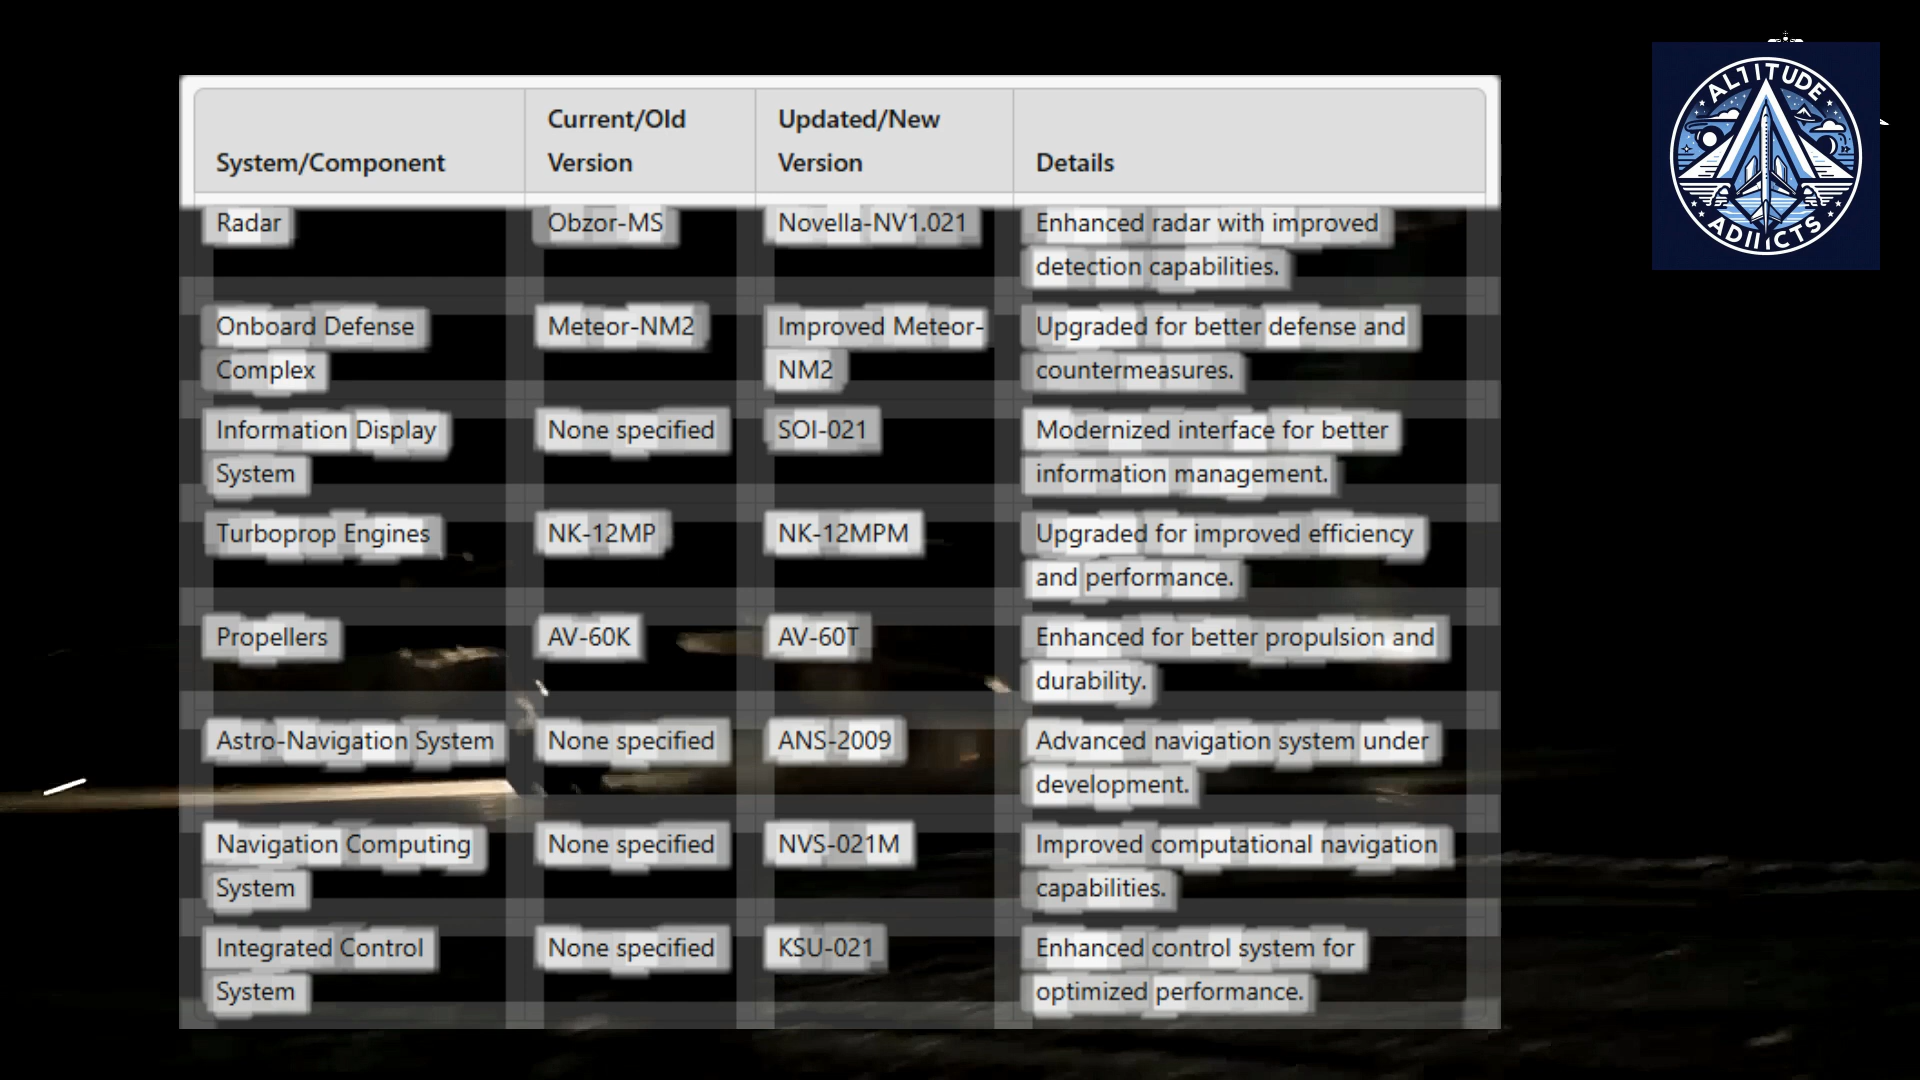 Current/Old Updated/New
System/Component Version Version Details
Radar Obzor-MS Novella-NV1.021 Enhanced radar with improved
detection capabilities.
Onboard Defense Meteor-NM2 Improved Meteor- Upgraded for better defense and
Complex NM2 countermeasures.
Information Display None specified SOI-021 Modernized interface for better
System information management.
Turboprop Engines NK-12MP NK-12MPM Upgraded for improved efficiency
and performance.
Propellers AV-60K AV-60T Enhanced for better propulsion and
durability.
Astro-Navigation System None specified ANS-2009 Advanced navigation system under
development.
Navigation Computing None specified NVS-021M Improved computational navigation
System capabilities.
Integrated Control None specified KSU-021 Enhanced control system for
System optimized performance.
ALTITUDE
ADIICTS